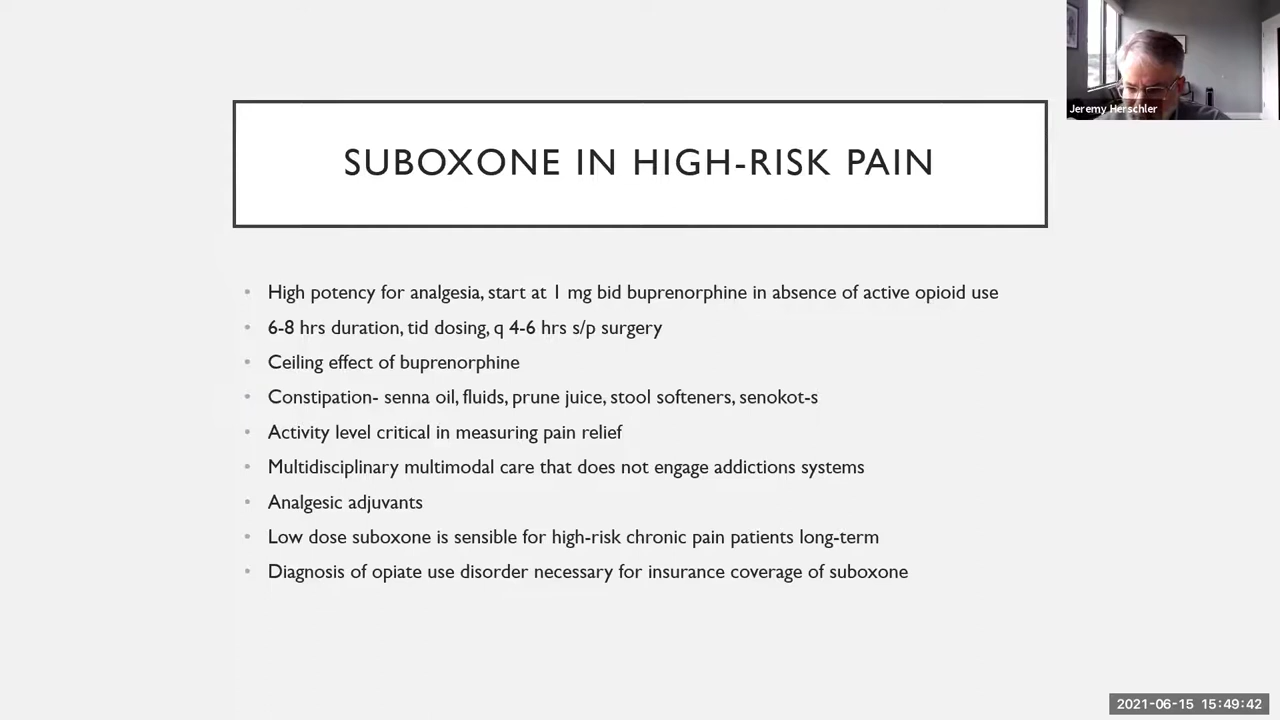 Jeremy Herschler
SUBOXONE IN HIGH-RISK PAIN
• High potency for analgesia, start at 1 mg bid buprenorphine in absence of active opioid use
• 6-8 hrs duration, tid dosing, q 4-6 hrs s/p surgery
• Ceiling effect of buprenorphine
• Constipation- senna oil, fluids, prune juice, stool softeners, senokot-s
• Activity level critical in measuring pain relief
• Multidisciplinary multimodal care that does not engage addictions systems
• Analgesic adjuvants
• Low dose suboxone is sensible for high-risk chronic pain patients long-term
• Diagnosis of opiate use disorder necessary for insurance coverage of suboxone
2021-06-15 15:49:42